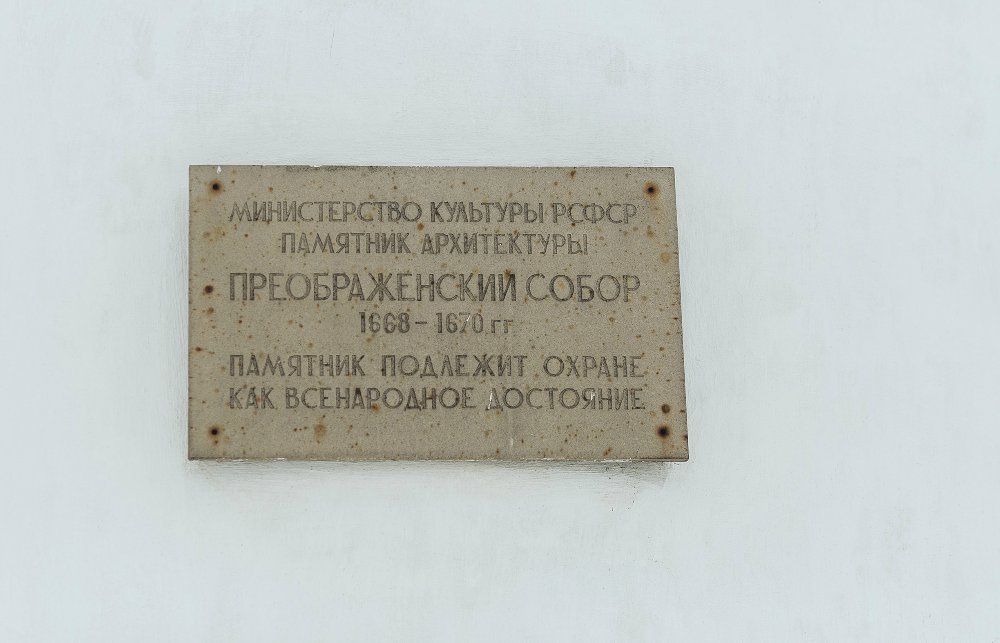 МИНИСТЕРСТВО КУЛЬТУРЫ РСФСР
ПАМЯТНИК АРХИТЕКТУРЫ
ПРЕОБРАЖЕНСКИЙ СОБОР
1668 – 1670 гг
ПАМЯТНИК ПОДЛЕЖИТ ОХРАНЕ
КАК ВСЕНАРОДНОЕ ДОСТОЯНИЕ